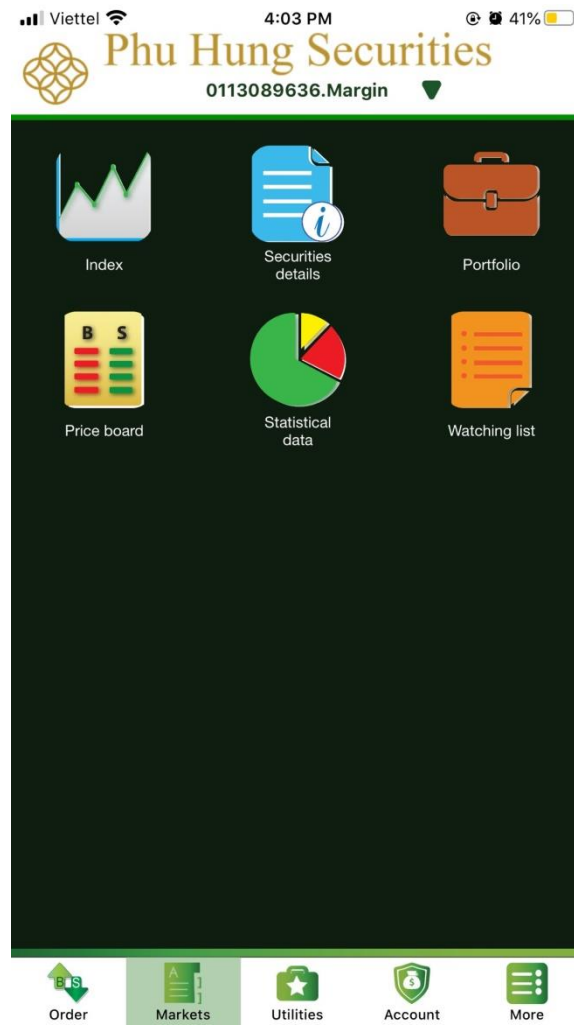 Viettel 4:03 PM 41%
Phu Hung Securities
0113089636.Margin
Index
Securities
details
Portfolio
B S
Price board
Statistical
data
Watching list
B S
Order
A
Markets
Utilities
$
Account
More